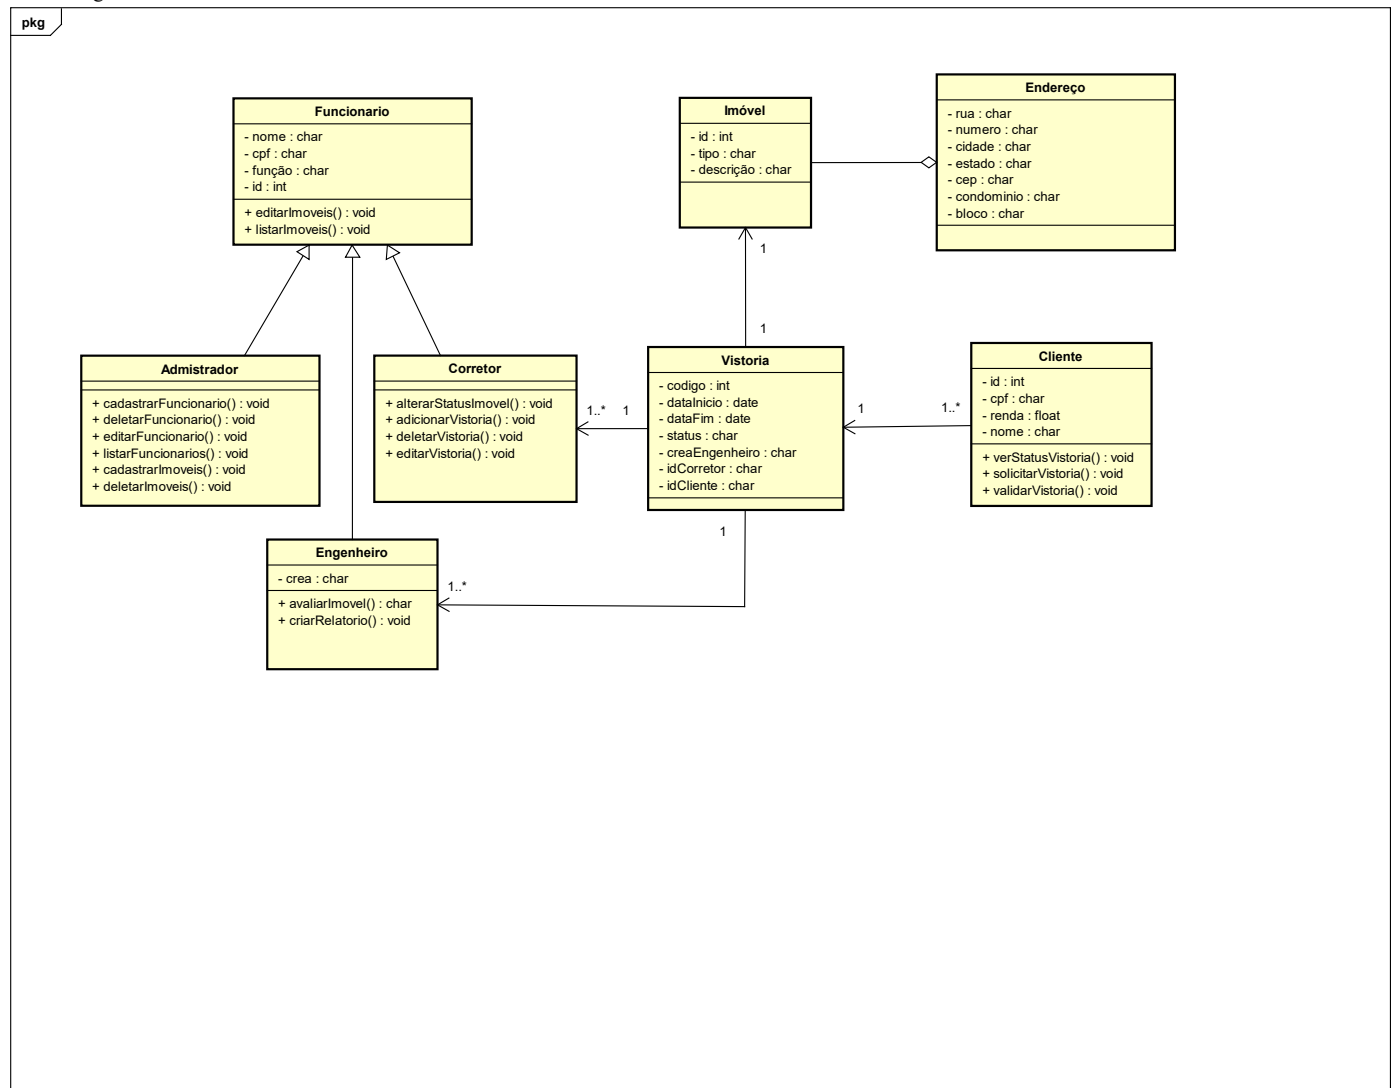 pkg
Funcionario
- nome : char
- cpf : char
- função : char
- id : int
+ editarImoveis() : void
+ listarImoveis() : void
Imóvel
- id : int
- tipo : char
- descrição : char
Endereço
- rua : char
- numero : char
- cidade : char
- estado : char
- cep : char
- condominio : char
- bloco : char
1
1
Admistrador
+ cadastrarFuncionario() : void
+ deletarFuncionario() : void
+ editarFuncionario() : void
+ listarFuncionarios() : void
+ cadastrarImoveis() : void
+ deletarImoveis() : void
Corretor
+ alterarStatusImovel() : void
+ adicionarVistoria() : void
+ deletarVistoria() : void
+ editarVistoria() : void
1..* 1
Vistoria
- codigo : int
- dataInicio : date
- dataFim : date
- status : char
- creaEngenheiro : char
- idCorretor : char
- idCliente : char
1 1..*
Cliente
- id : int
- cpf : char
- renda : float
- nome : char
+ verStatusVistoria() : void
+ solicitarVistoria() : void
+ validarVistoria() : void
1
1..*
Engenheiro
- crea : char
+ avaliarImovel() : char
+ criarRelatorio() : void